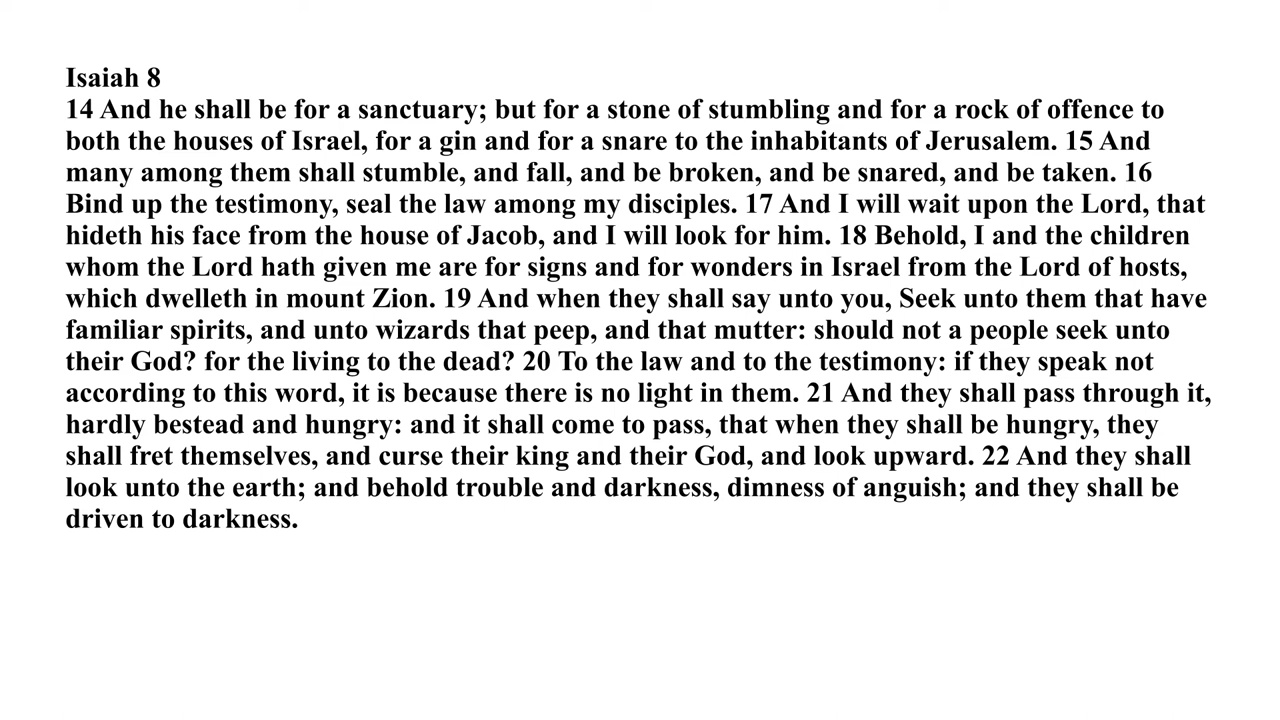 Isaiah 8
14 And he shall be for a sanctuary; but for a stone of stumbling and for a rock of offence to
both the houses of Israel, for a gin and for a snare to the inhabitants of Jerusalem. 15 And
many among them shall stumble, and fall, and be broken, and be snared, and be taken. 16
Bind up the testimony, seal the law among my disciples. 17 And I will wait upon the Lord, that
hideth his face from the house of Jacob, and I will look for him. 18 Behold, I and the children
whom the Lord hath given me are for signs and for wonders in Israel from the Lord of hosts,
which dwelleth in mount Zion. 19 And when they shall say unto you, Seek unto them that have
familiar spirits, and unto wizards that peep, and that mutter: should not a people seek unto
their God? for the living to the dead? 20 To the law and to the testimony: if they speak not
according to this word, it is because there is no light in them. 21 And they shall pass through it,
hardly bestead and hungry: and it shall come to pass, that when they shall be hungry, they
shall fret themselves, and curse their king and their God, and look upward. 22 And they shall
look unto the earth; and behold trouble and darkness, dimness of anguish; and they shall be
driven to darkness.